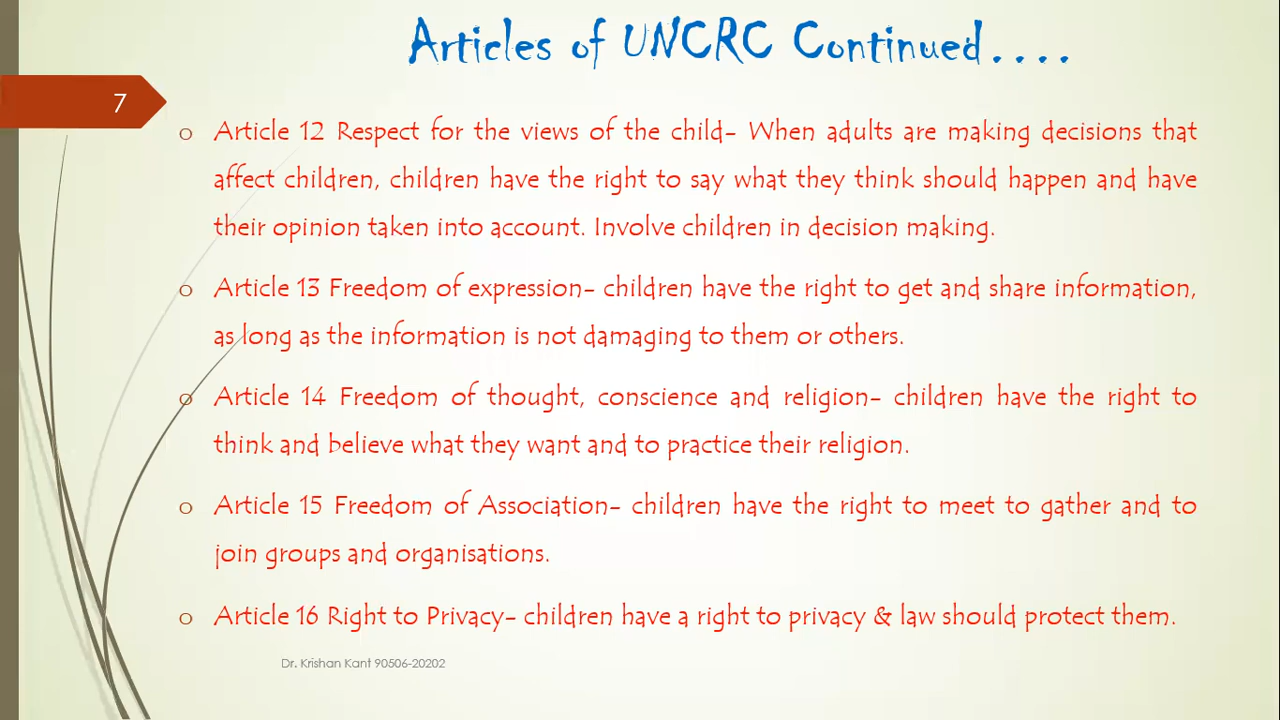 Articles of UNCRC Continued....
7
o Article 12 Respect for the views of the child- When adults are making decisions that
affect children, children have the right to say what they think should happen and have
their opinion taken into account. Involve children in decision making.
o Article 13 Freedom of expression- children have the right to get and share information,
as long as the information is not damaging to them or others.
o Article 14 Freedom of thought, conscience and religion- children have the right to
think and believe what they want and to practice their religion.
o Article 15 Freedom of Association- children have the right to meet to gather and to
join groups and organisations.
o Article 16 Right to Privacy- children have a right to privacy & law should protect them.
Dr. Krishan Kant 90506-20202